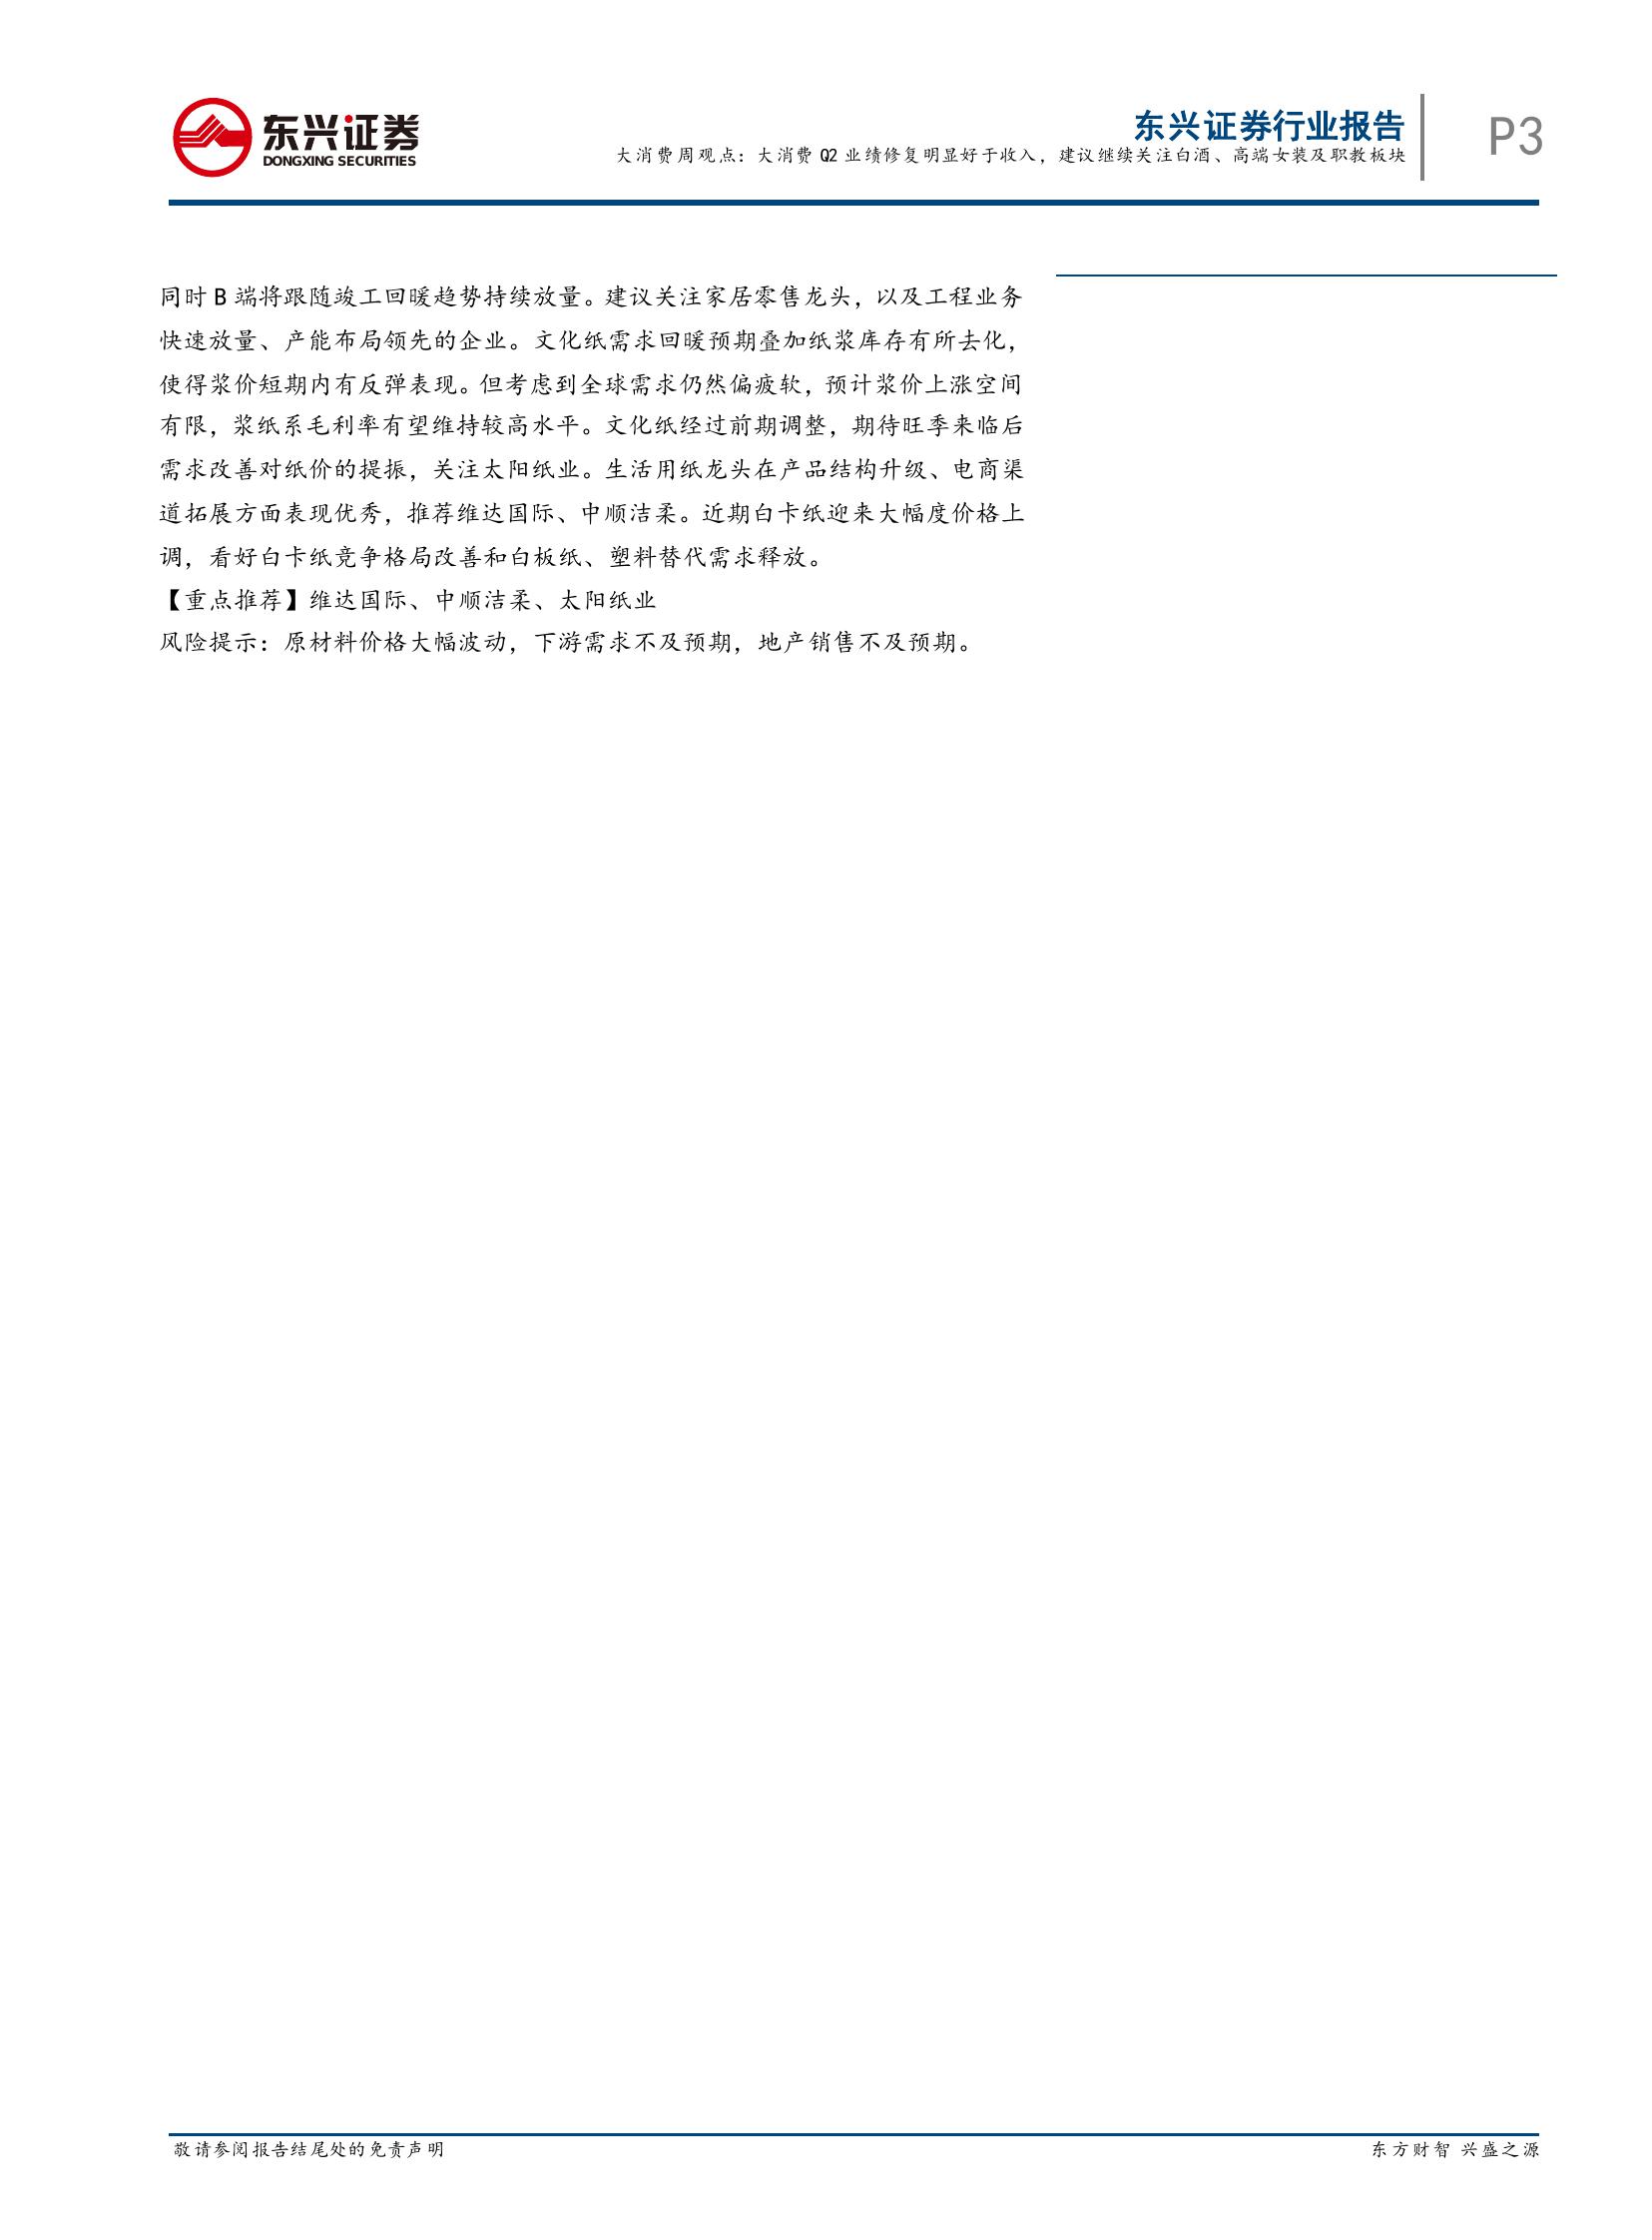 东兴证券
DONGXING SECURITIES
东兴证券行业报告
大消费周观点：大消费 Q2 业绩修复明显好于收入，建议继续关注白酒、高端女装及职教板块
P3
同时 B 端将跟随竣工回暖趋势持续放量。建议关注家居零售龙头，以及工程业务
快速放量、产能布局领先的企业。文化纸需求回暖预期叠加纸浆库存有所去化，
使得浆价短期内有反弹表现。但考虑到全球需求仍然偏疲软，预计浆价上涨空间
有限，浆纸系毛利率有望维持较高水平。文化纸经过前期调整，期待旺季来临后
需求改善对纸价的提振，关注太阳纸业。生活用纸龙头在产品结构升级、电商渠
道拓展方面表现优秀，推荐维达国际、中顺洁柔。近期白卡纸迎来大幅度价格上
调，看好白卡纸竞争格局改善和白板纸、塑料替代需求释放。
【重点推荐】维达国际、中顺洁柔、太阳纸业
风险提示：原材料价格大幅波动，下游需求不及预期，地产销售不及预期。
敬请参阅报告结尾处的免责声明
东方财智 兴盛之源